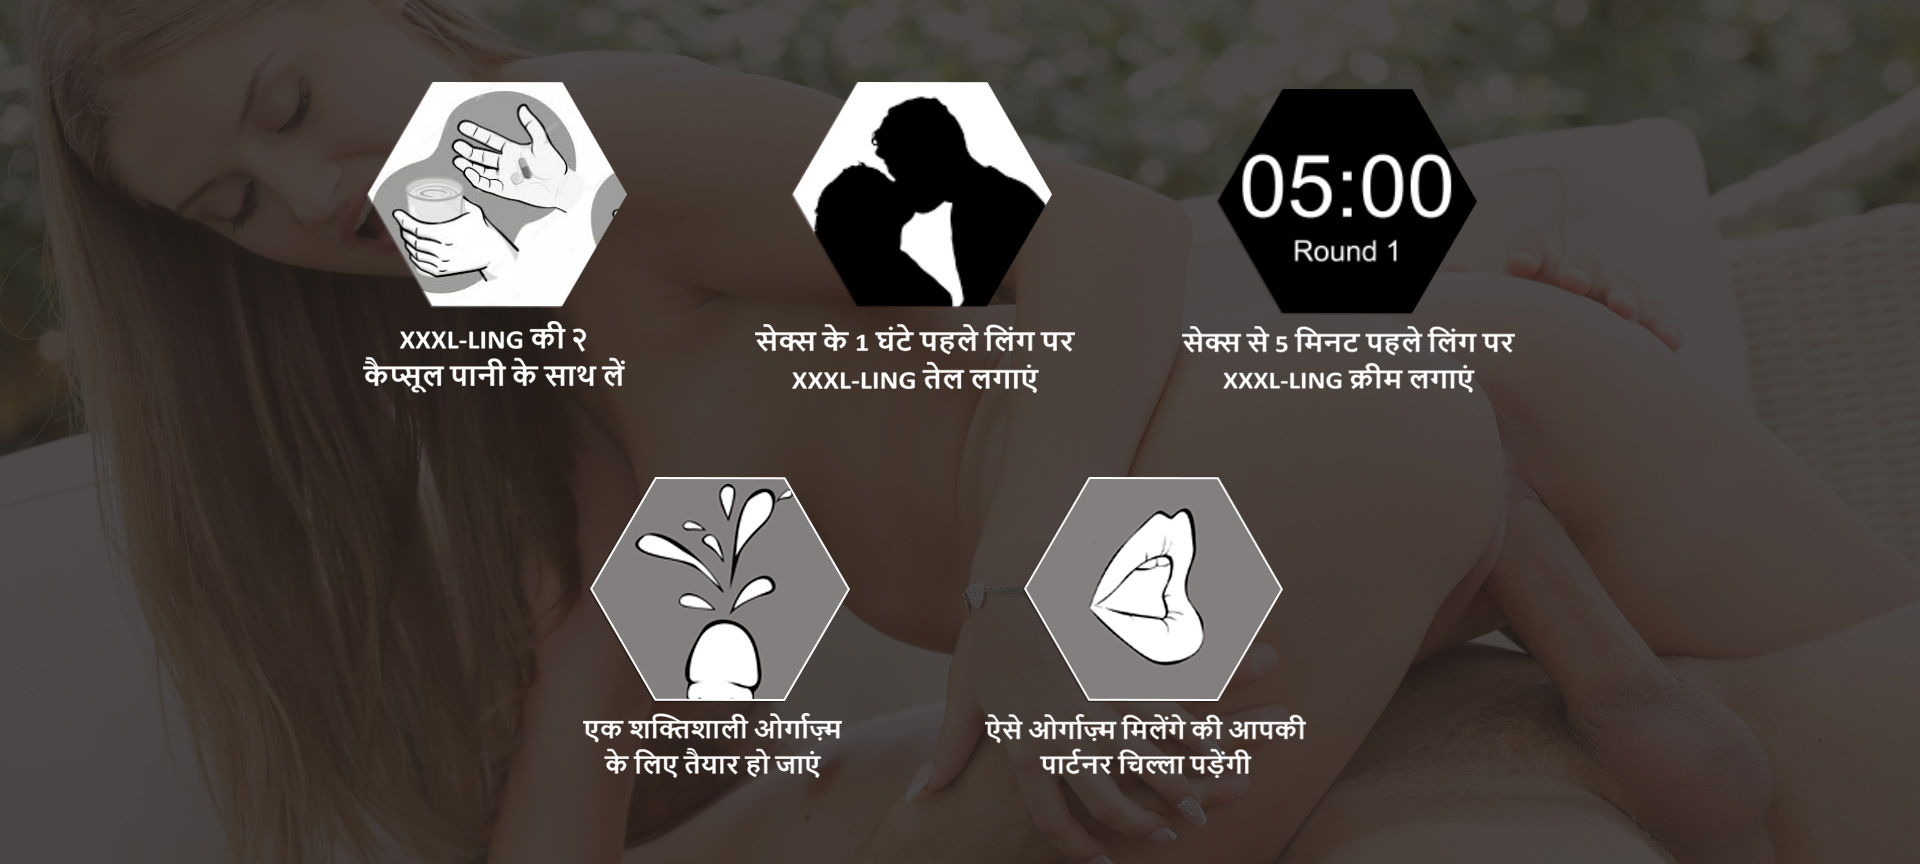 XXXL-LING की २
कैप्सूल पानी के साथ लें
सेक्स के 1 घंटे पहले लिंग पर
XXXL-LING तेल लगाएं
05:00
Round 1
सेक्स से 5 मिनट पहले लिंग पर
XXXL-LING क्रीम लगाएं
एक शक्तिशाली ओर्गाज़्म
के लिए तैयार हो जाएं
ऐसे ओर्गाज़्म मिलेंगे की आपकी
पार्टनर चिल्ला पड़ेंगी